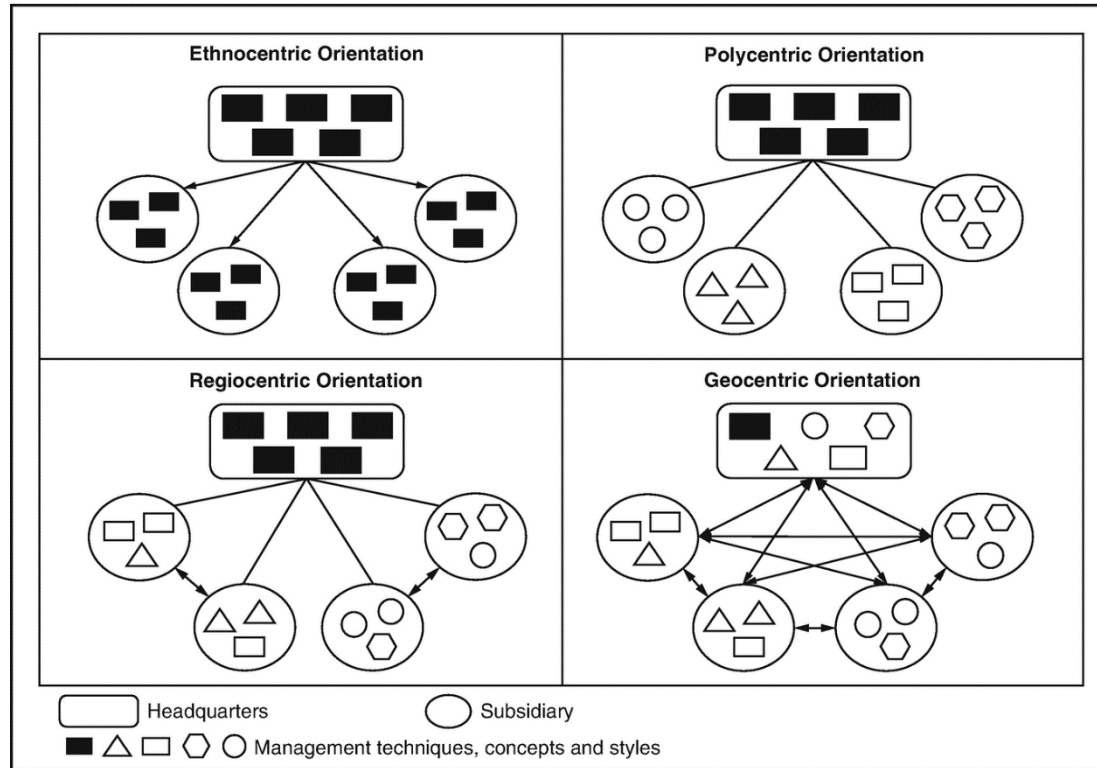 Ethnocentric Orientation
Polycentric Orientation
Regiocentric Orientation
Geocentric Orientation
Headquarters
Subsidiary
Management techniques, concepts and styles